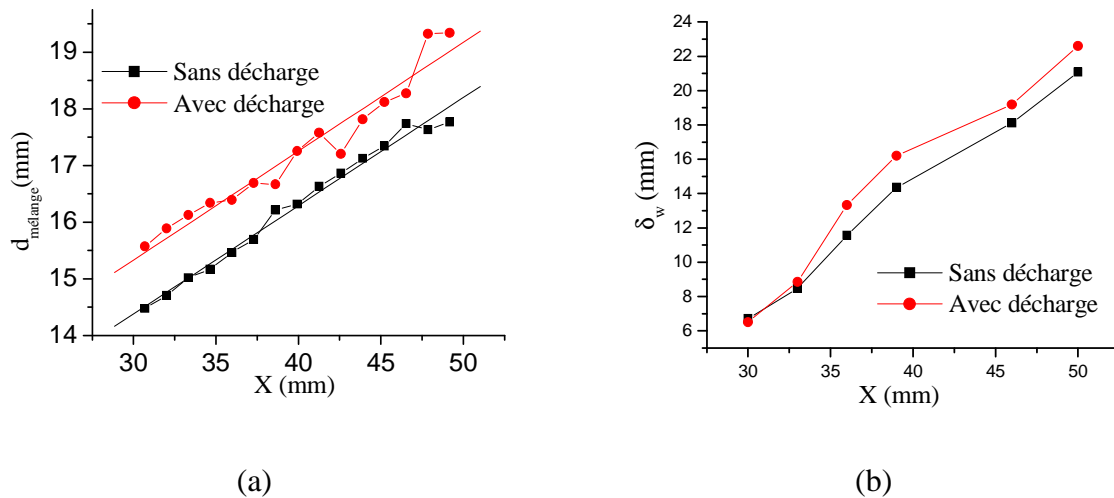 19
18
17
16
15
14
d mélange (mm)
Sans décharge
Avec décharge
30 35 40 45 50
X (mm)
(a)
24
22
20
18
16
14
12
10
8
6
δw (mm)
Sans décharge
Avec décharge
30 35 40 45 50
X (mm)
(b)